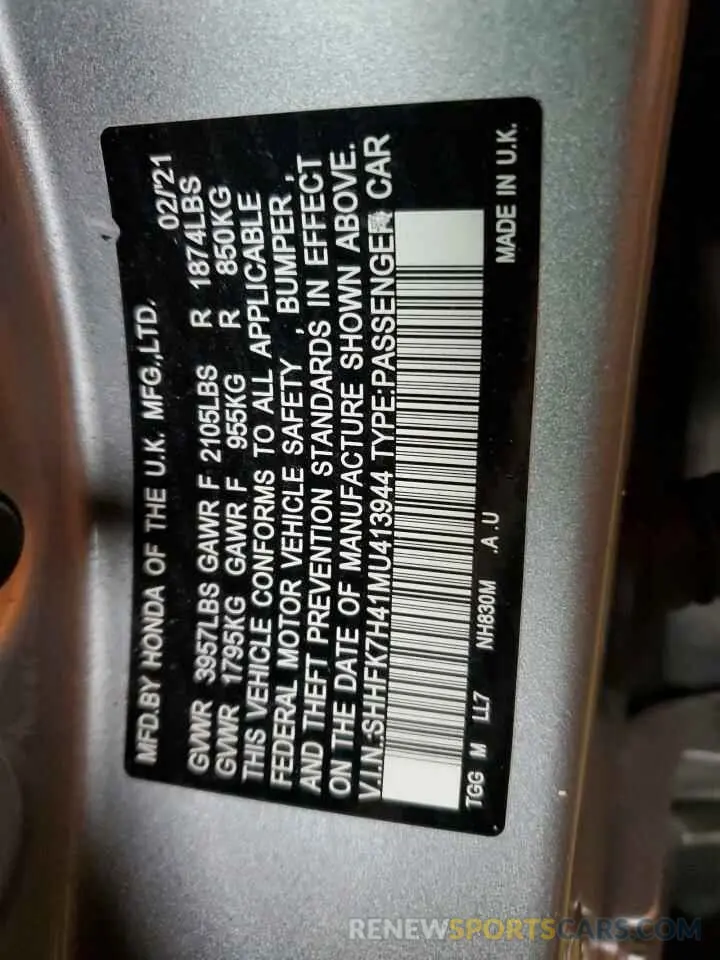 MFD.BY HONDA OF THE U.K. MFG.,LTD. 02/'21
GVWR 3957LBS GAWR F 2105LBS R 1874LBS
GVWR 1795KG GAWR F 955KG R 850KG
THIS VEHICLE CONFORMS TO ALL APPLICABLE
FEDERAL MOTOR VEHICLE SAFETY , BUMPER ,
AND THEFT PREVENTION STANDARDS IN EFFECT
ON THE DATE OF MANUFACTURE SHOWN ABOVE.
V.I.N.:SHHFK7H41MU413944 TYPE:PASSENGER CAR
TGG M LL7 NH830M .A.U MADE IN U.K.
RENEWSPORTSCARS.COM